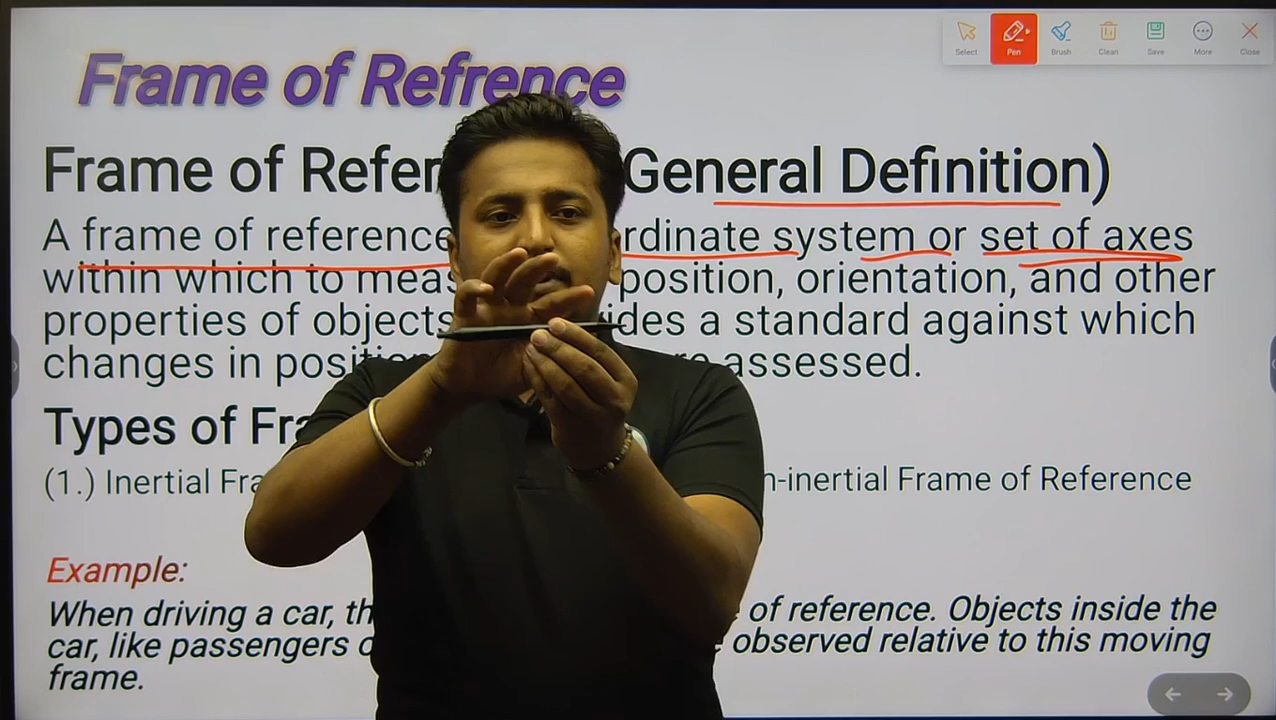 Select Pen Brush Clean Save More Close
Frame of Refrence
Frame of Refer General Definition)
A frame of reference rdinate system or set of axes
within which to meas position, orientation, and other
properties of objects ides a standard against which
changes in position assessed.
Types of Fra
(1.) Inertial Fra n-inertial Frame of Reference
Example:
When driving a car, th of reference. Objects inside the
car, like passengers observed relative to this moving
frame.